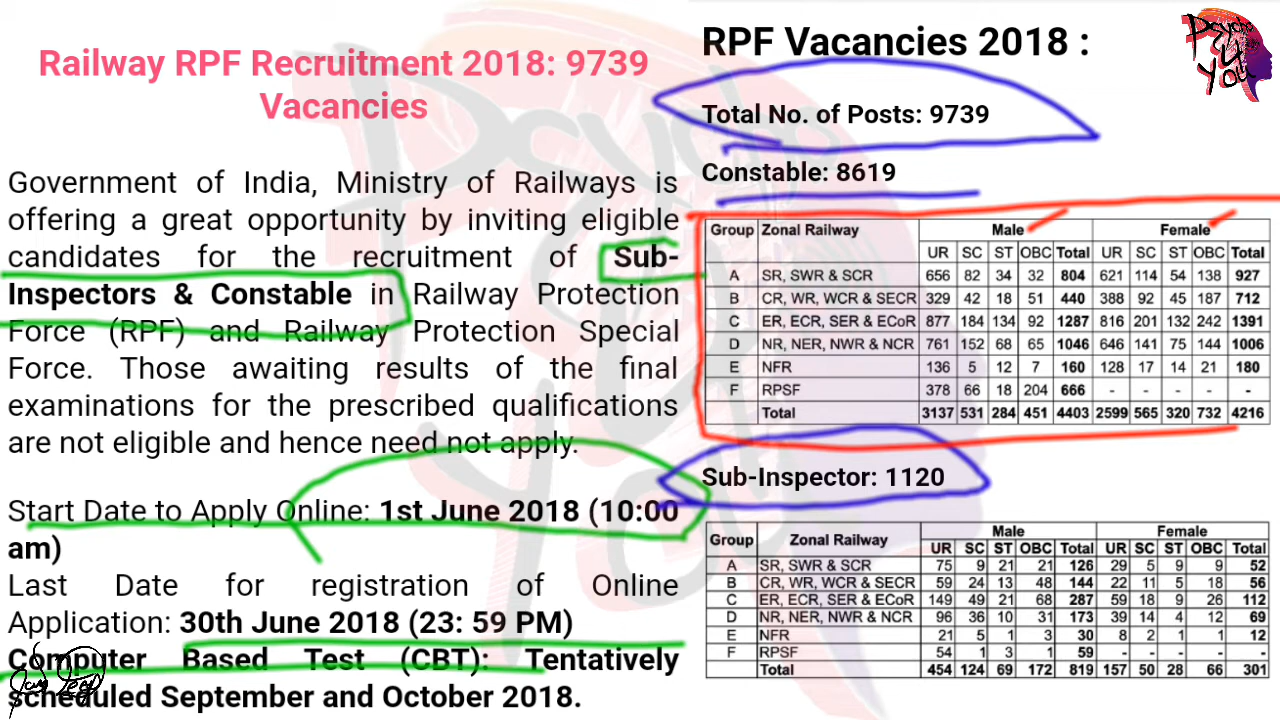 Railway RPF Recruitment 2018: 9739
Vacancies
Government of India, Ministry of Railways is
offering a great opportunity by inviting eligible
candidates for the recruitment of Sub-
Inspectors & Constable in Railway Protection
Force (RPF) and Railway Protection Special
Force. Those awaiting results of the final
examinations for the prescribed qualifications
are not eligible and hence need not apply.
Start Date to Apply Online: 1st June 2018 (10:00
am)
Last Date for registration of Online
Application: 30th June 2018 (23: 59 PM)
Computer Based Test (CBT): Tentatively
scheduled September and October 2018.
RPF Vacancies 2018 :
Psycho
4
You
Total No. of Posts: 9739
Constable: 8619
Group Zonal Railway Male Female
UR SC ST OBC Total UR SC ST OBC Total
A SR, SWR & SCR 656 82 34 32 804 621 114 54 138 927
B CR, WR, WCR & SECR 329 42 18 51 440 388 92 45 187 712
C ER, ECR, SER & ECoR 877 184 134 92 1287 816 201 132 242 1391
D NR, NER, NWR & NCR 761 152 68 65 1046 646 141 75 144 1006
E NFR 136 5 12 7 160 128 17 14 21 180
F RPSF 378 66 18 204 666 - - - - -
Total 3137 531 284 451 4403 2599 565 320 732 4216
Sub-Inspector: 1120
Group Zonal Railway Male Female
UR SC ST OBC Total UR SC ST OBC Total
A SR, SWR & SCR 75 9 21 21 126 29 5 9 9 52
B CR, WR, WCR & SECR 59 24 13 48 144 22 11 5 18 56
C ER, ECR, SER & ECoR 149 49 21 68 287 59 18 9 26 112
D NR, NER, NWR & NCR 96 36 10 31 173 39 14 4 12 69
E NFR 21 5 1 3 30 8 2 1 1 12
F RPSF 54 1 3 1 59 - - - - -
Total 454 124 69 172 819 157 50 28 66 301